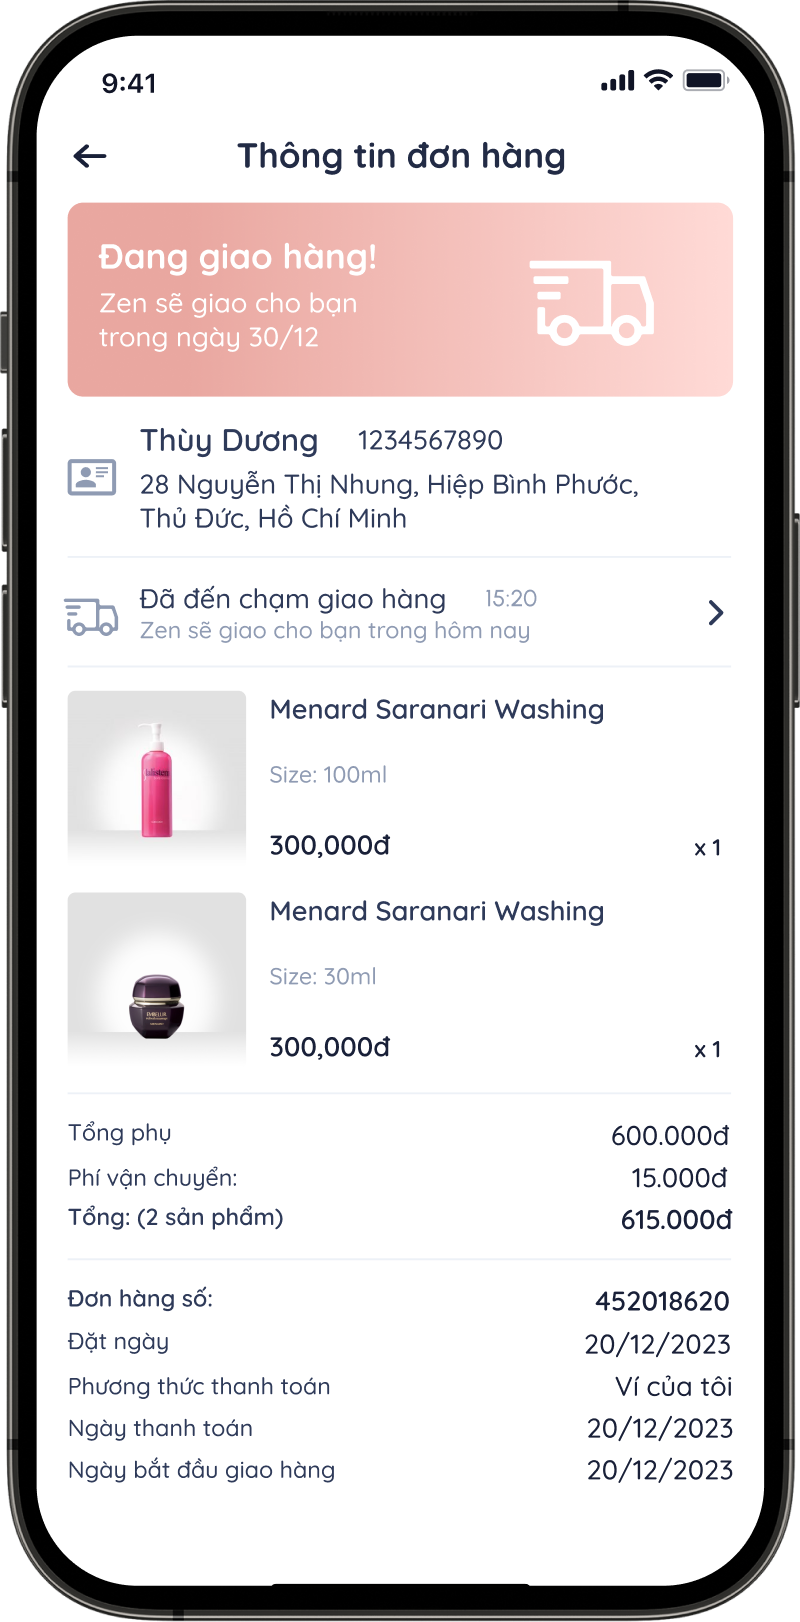 9:41
Thông tin đơn hàng
Đang giao hàng!
Zen sẽ giao cho bạn
trong ngày 30/12
Thùy Dương 1234567890
28 Nguyễn Thị Nhung, Hiệp Bình Phước,
Thủ Đức, Hồ Chí Minh
Đã đến chạm giao hàng 15:20
Zen sẽ giao cho bạn trong hôm nay
Menard Saranari Washing
Size: 100ml
300,000đ x 1
Menard Saranari Washing
Size: 30ml
300,000đ x 1
Tổng phụ 600.000đ
Phí vận chuyển: 15.000đ
Tổng: (2 sản phẩm) 615.000đ
Đơn hàng số: 452018620
Đặt ngày 20/12/2023
Phương thức thanh toán Ví của tôi
Ngày thanh toán 20/12/2023
Ngày bắt đầu giao hàng 20/12/2023